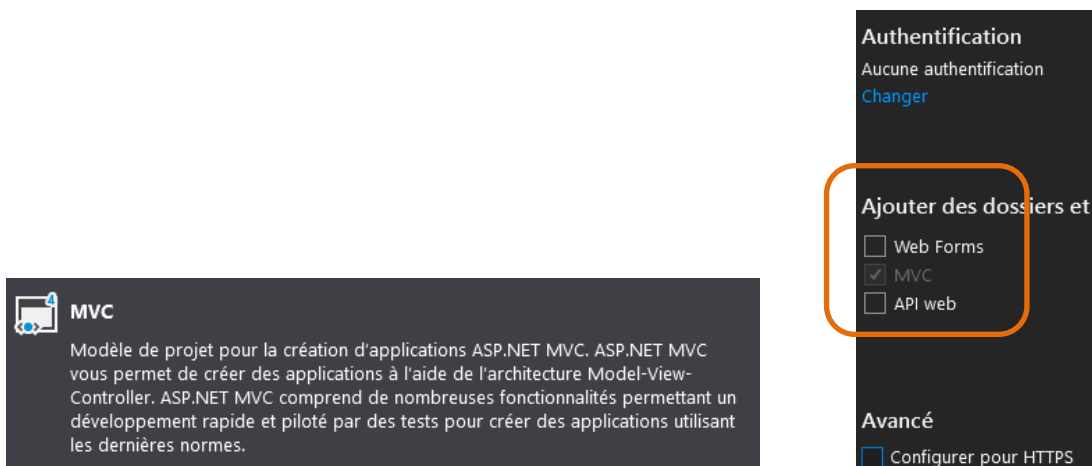 MVC
Modèle de projet pour la création d'applications ASP.NET MVC. ASP.NET MVC
vous permet de créer des applications à l'aide de l'architecture Model-View-
Controller. ASP.NET MVC comprend de nombreuses fonctionnalités permettant un
développement rapide et piloté par des tests pour créer des applications utilisant
les dernières normes.
Authentification
Aucune authentification
Changer
Ajouter des dossiers et
Web Forms
MVC
API web
Avancé
Configurer pour HTTPS
4